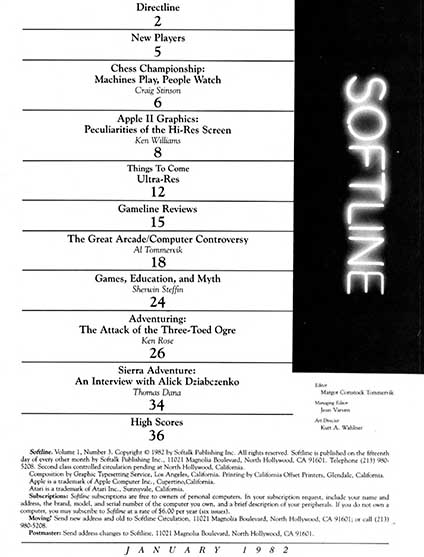 Directline
2
New Players
5
Chess Championship:
Machines Play, People Watch
Craig Stinson
6
Apple II Graphics:
Peculiarities of the Hi-Res Screen
Ken Williams
8
Things To Come
Ultra-Res
12
Gameline Reviews
15
The Great Arcade/Computer Controversy
Al Tommervik
18
Games, Education, and Myth
Sherwin Steffin
24
Adventuring:
The Attack of the Three-Toed Ogre
Ken Rose
26
Sierra Adventure:
An Interview with Alick Dziabczenko
Thomas Dana
34
High Scores
36
SOFTLINE
Editor
Margot Comstock Tommervik
Managing Editor
Jean Varven
Art Director
Kurt A. Wahlner
Softline. Volume 1, Number 3. Copyright © 1982 by Softalk Publishing Inc. All rights reserved. Softline is published on the fifteenth
day of every other month by Softalk Publishing Inc., 11021 Magnolia Boulevard, North Hollywood, CA 91601. Telephone (213) 980-
5208. Second class controlled circulation pending at North Hollywood, California.
Composition by Graphic Typesetting Service, Los Angeles, California. Printing by California Offset Printers, Glendale, California.
Apple is a trademark of Apple Computer Inc., Cupertino,California.
Atari is a trademark of Atari Inc., Sunnyvale, California.
Subscriptions: Softline subscriptions are free to owners of personal computers. In your subscription request, include your name and
address, the brand, model, and serial number of the computer you own, and a brief description of your peripherals. If you do not own a
computer, you may subscribe to Softline at a rate of $6.00 per year (six issues).
Moving? Send new address and old to Softline Circulation, 11021 Magnolia Boulevard, North Hollywood, CA 91601; or call (213)
980-5208.
Postmaster: Send address changes to Softline, 11021 Magnolia Boulevard, North Hollywood, CA 91601.
JANUARY 1982